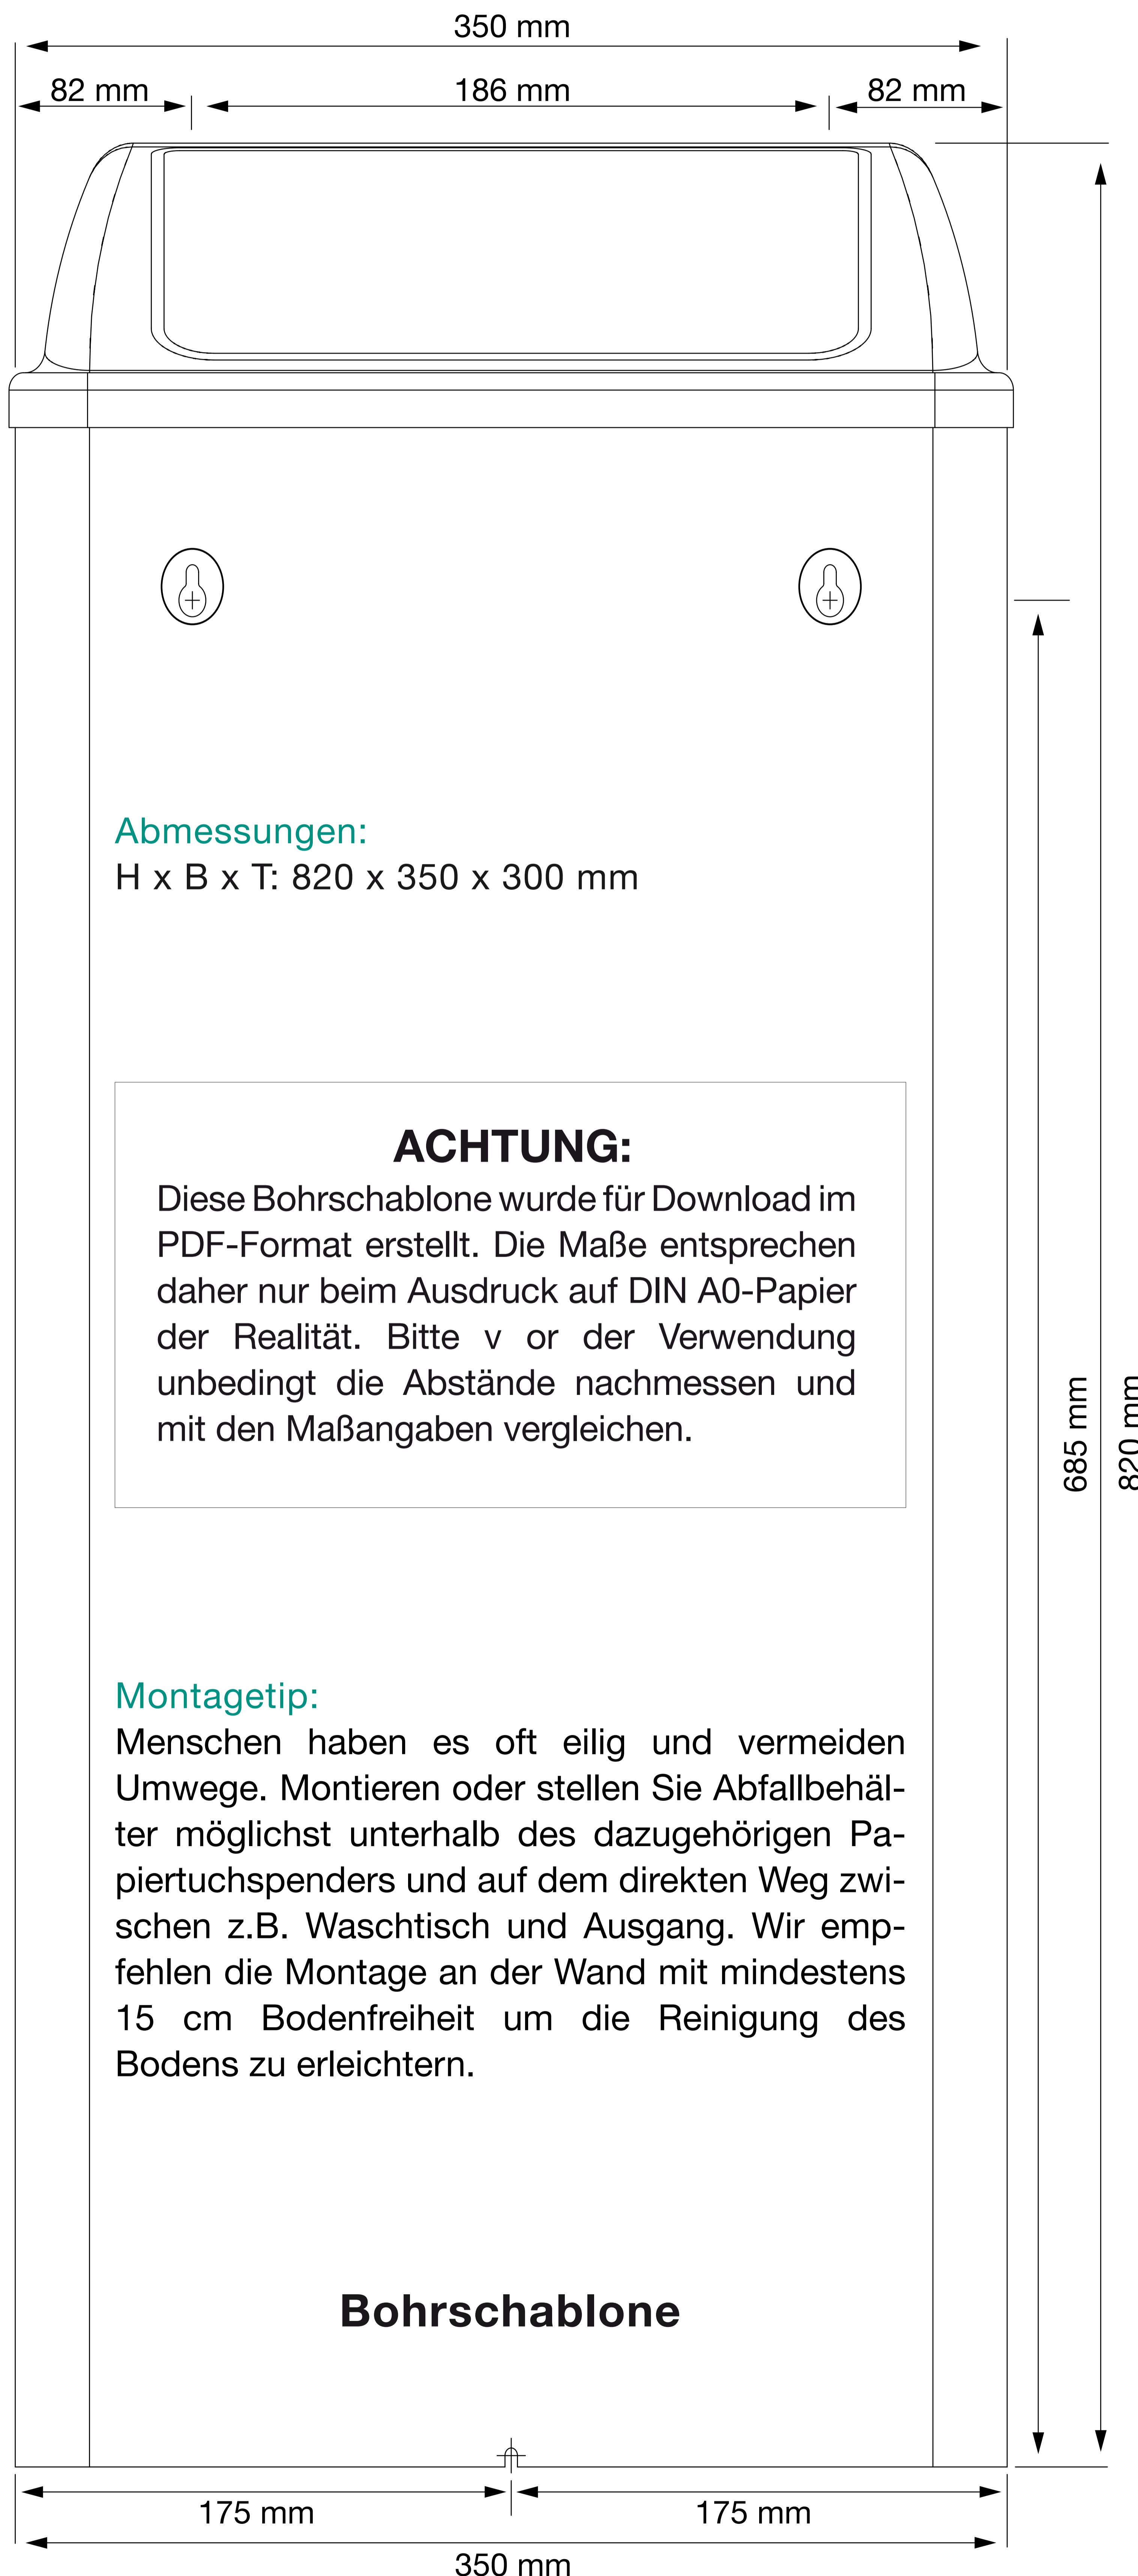 350 mm
82 mm 186 mm 82 mm
Abmessungen:
H x B x T: 820 x 350 x 300 mm
ACHTUNG:
Diese Bohrschablone wurde für Download im
PDF-Format erstellt. Die Maße entsprechen
daher nur beim Ausdruck auf DIN A0-Papier
der Realität. Bitte v or der Verwendung
unbedingt die Abstände nachmessen und
mit den Maßangaben vergleichen.
685 mm
820 mm
Montagetip:
Menschen haben es oft eilig und vermeiden
Umwege. Montieren oder stellen Sie Abfallbehäl-
ter möglichst unterhalb des dazugehörigen Pa-
piertuchspenders und auf dem direkten Weg zwi-
schen z.B. Waschtisch und Ausgang. Wir emp-
fehlen die Montage an der Wand mit mindestens
15 cm Bodenfreiheit um die Reinigung des
Bodens zu erleichtern.
Bohrschablone
175 mm 175 mm
350 mm